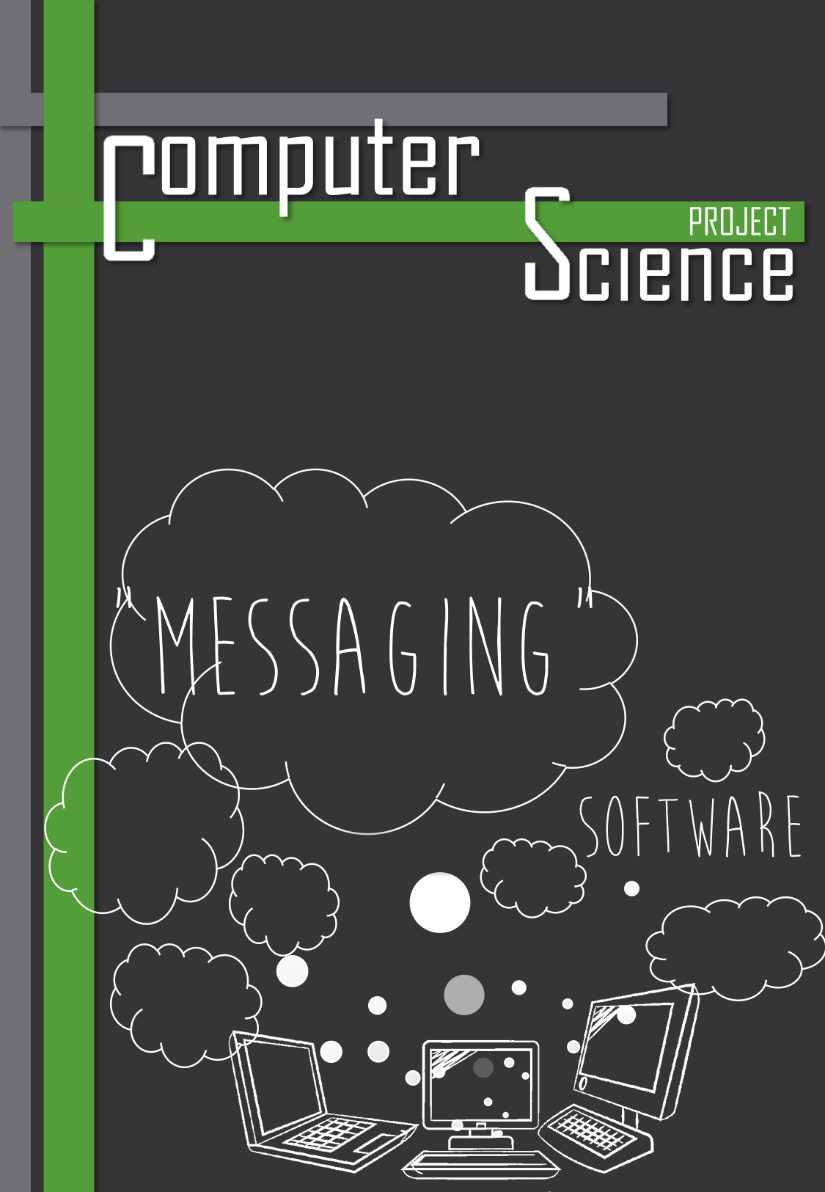 Computer
PROJECT
Science
"MESSAGING"
SOFTWARE